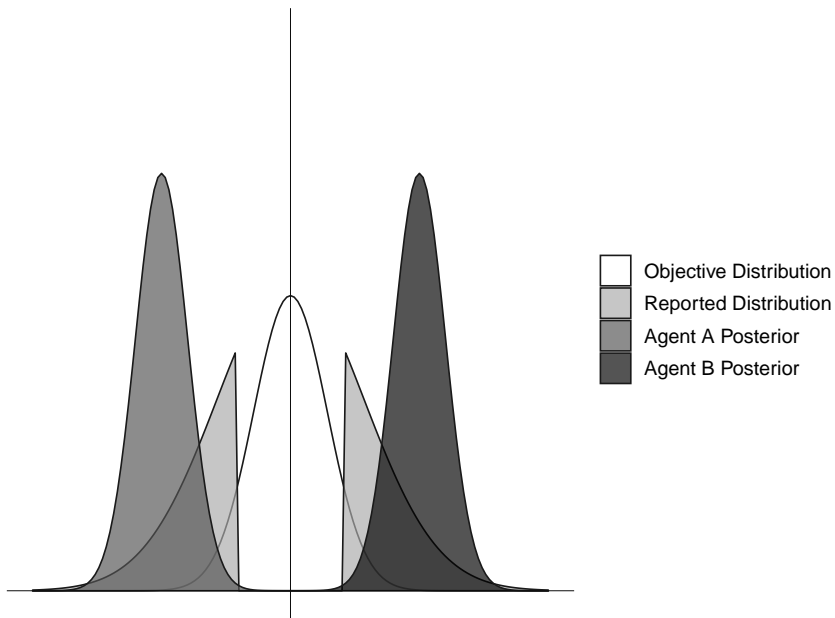 Objective Distribution
Reported Distribution
Agent A Posterior
Agent B Posterior